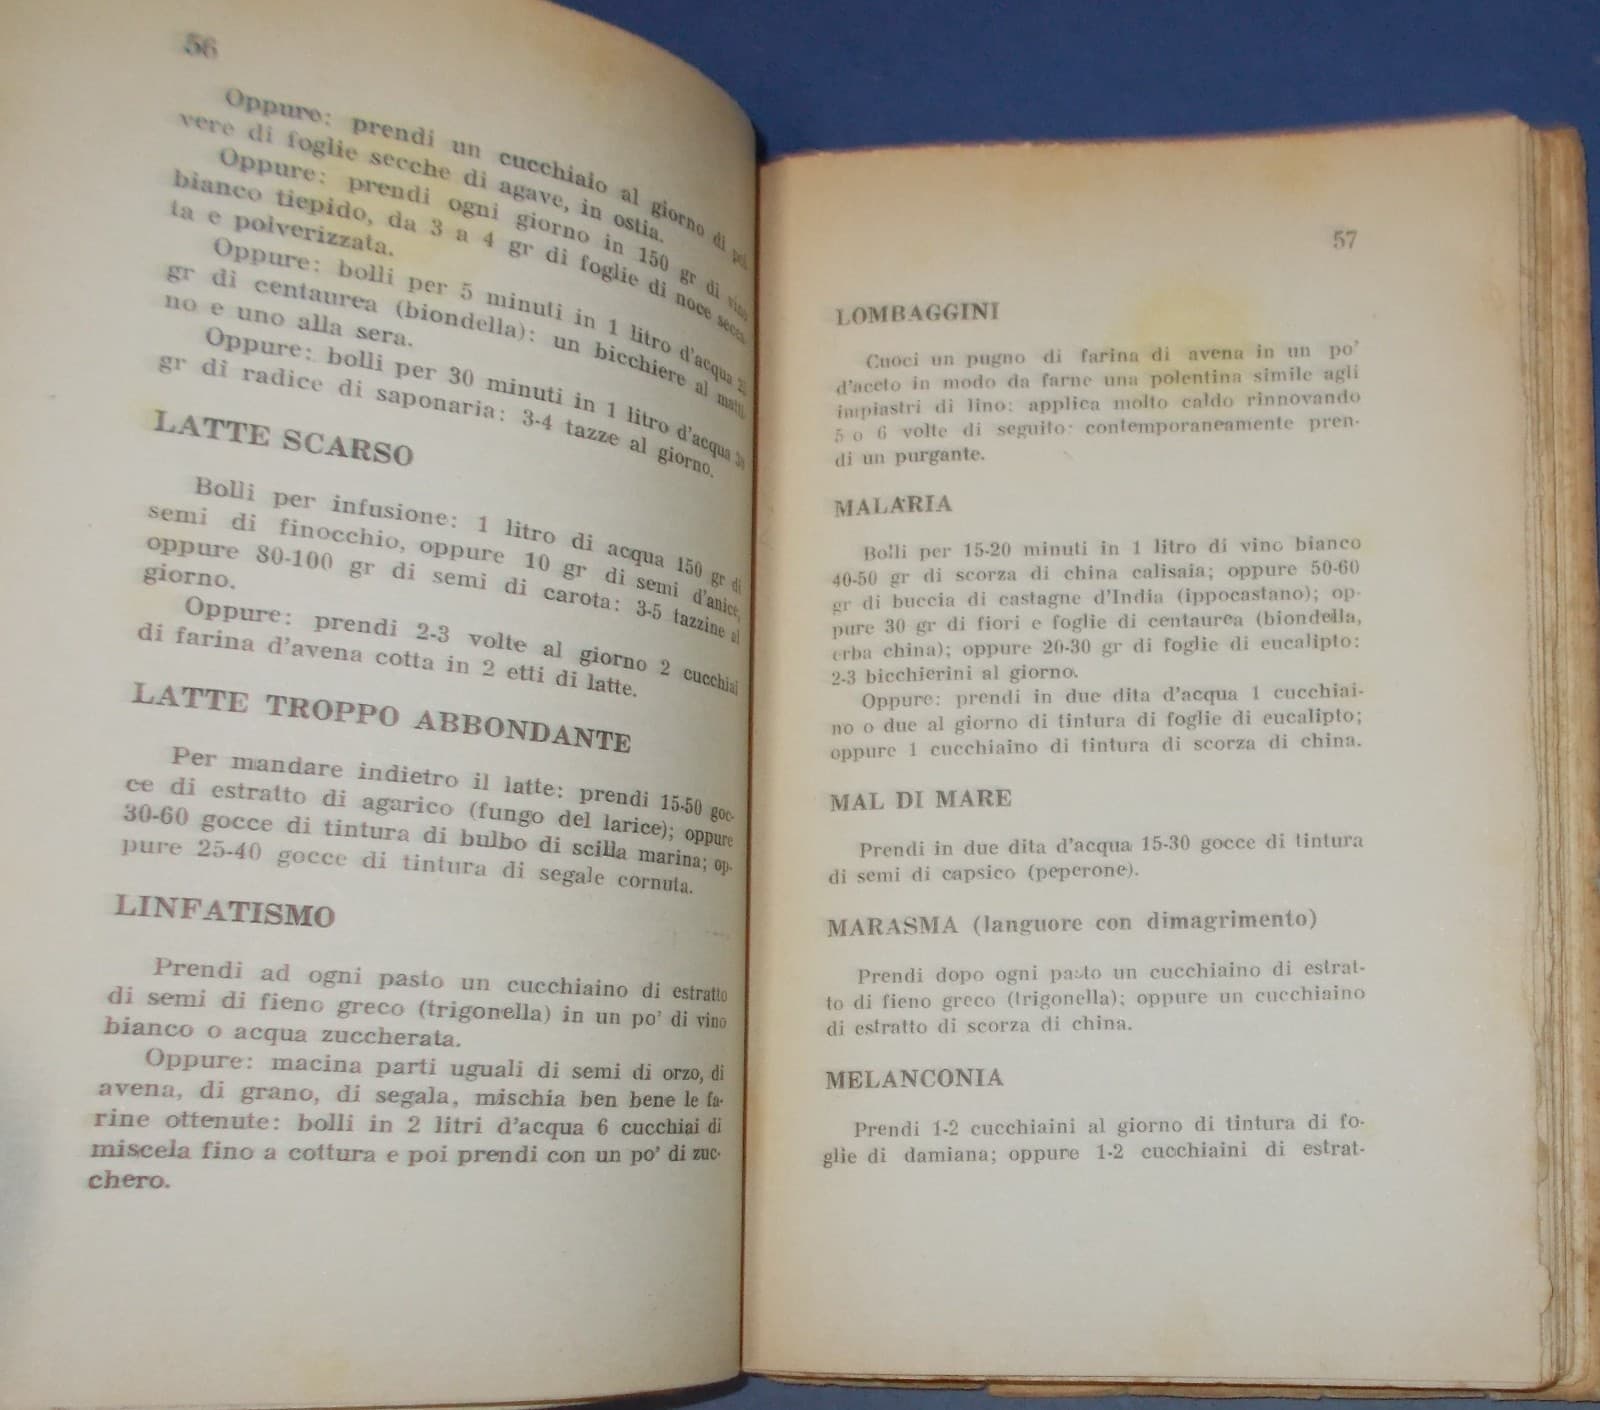 56
Oppure: prendi un cucchiaio al giorno di pol
vere di foglie secche di agave, in ostia.
Oppure: prendi ogni giorno in 150 gr di vino
bianco tiepido, da 3 a 4 gr di foglie di noce secca
ta e polverizzata.
Oppure: bolli per 5 minuti in 1 litro d'acqua
gr di centaurea (biondella): un bicchiere al matti
no e uno alla sera.
Oppure: bolli per 30 minuti in 1 litro d'acqua 30
gr di radice di saponaria: 3-4 tazze al giorno.
LATTE SCARSO
Bolli per infusione: 1 litro di acqua 150 gr di
semi di finocchio, oppure 10 gr di semi d'anice,
oppure 80-100 gr di semi di carota: 3-5 tazzine al
giorno.
Oppure: prendi 2-3 volte al giorno 2 cucchiai
di farina d'avena cotta in 2 etti di latte.
LATTE TROPPO ABBONDANTE
Per mandare indietro il latte: prendi 15-50 goc-
ce di estratto di agarico (fungo del larice); oppure
30-60 gocce di tintura di bulbo di scilla marina; op-
pure 25-40 gocce di tintura di segale cornuta.
LINFATISMO
Prendi ad ogni pasto un cucchiaino di estratto
di semi di fieno greco (trigonella) in un po' di vino
bianco o acqua zuccherata.
Oppure: macina parti uguali di semi di orzo, di
avena, di grano, di segala, mischia ben bene le fa-
rine ottenute: bolli in 2 litri d'acqua 6 cucchiai di
miscela fino a cottura e poi prendi con un po' di zuc-
chero.
57
LOMBAGGINI
Cuoci un pugno di farina di avena in un po'
d'aceto in modo da farne una polentina simile agli
impiastri di lino: applica molto caldo rinnovando
5 o 6 volte di seguito: contemporaneamente pren-
di un purgante.
MALARIA
Bolli per 15-20 minuti in 1 litro di vino bianco
40-50 gr di scorza di china calisaia; oppure 50-60
gr di buccia di castagne d'India (ippocastano); op-
pure 30 gr di fiori e foglie di centaurea (biondella,
erba china); oppure 20-30 gr di foglie di eucalipto:
2-3 bicchierini al giorno.
Oppure: prendi in due dita d'acqua 1 cucchiai-
no o due al giorno di tintura di foglie di eucalipto;
oppure 1 cucchiaino di tintura di scorza di china.
MAL DI MARE
Prendi in due dita d'acqua 15-30 gocce di tintura
di semi di capsico (peperone).
MARASMA (languore con dimagrimento)
Prendi dopo ogni pasto un cucchiaino di estrat-
to di fieno greco (trigonella); oppure un cucchiaino
di estratto di scorza di china.
MELANCONIA
Prendi 1-2 cucchiaini al giorno di tintura di fo-
glie di damiana; oppure 1-2 cucchiaini di estrat-